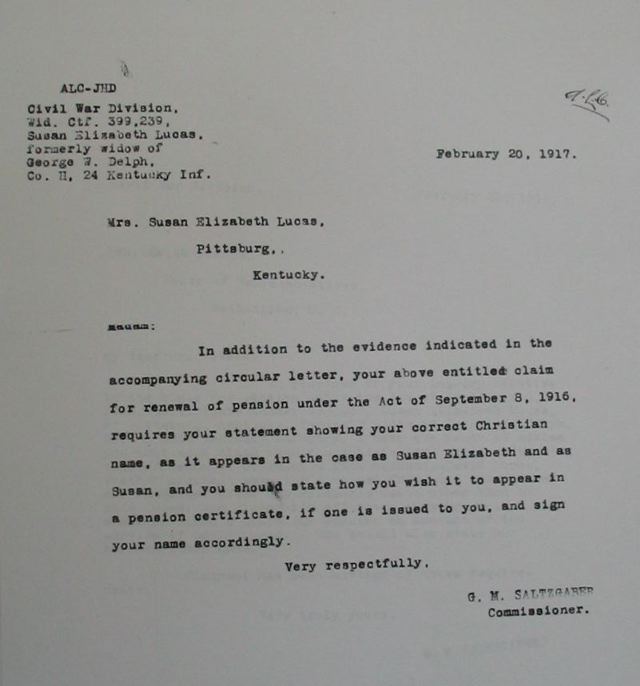 ALC-JHD
Civil War Division,
Wid. Ctf. 399,239,
Susan Elizabeth Lucas,
formerly widow of
George W. Delph,
Co. H, 24 Kentucky Inf.
February 20, 1917.
Mrs. Susan Elizabeth Lucas,
Pittsburg,.
Kentucky.
Madam:
In addition to the evidence indicated in the
accompanying circular letter, your above entitled claim
for renewal of pension under the Act of September 8, 1916,
requires your statement showing your correct Christian
name, as it appears in the case as Susan Elizabeth and as
Susan, and you should state how you wish it to appear in
a pension certificate, if one is issued to you, and sign
your name accordingly.
Very respectfully,
G. M. SALTZGABER
Commissioner.